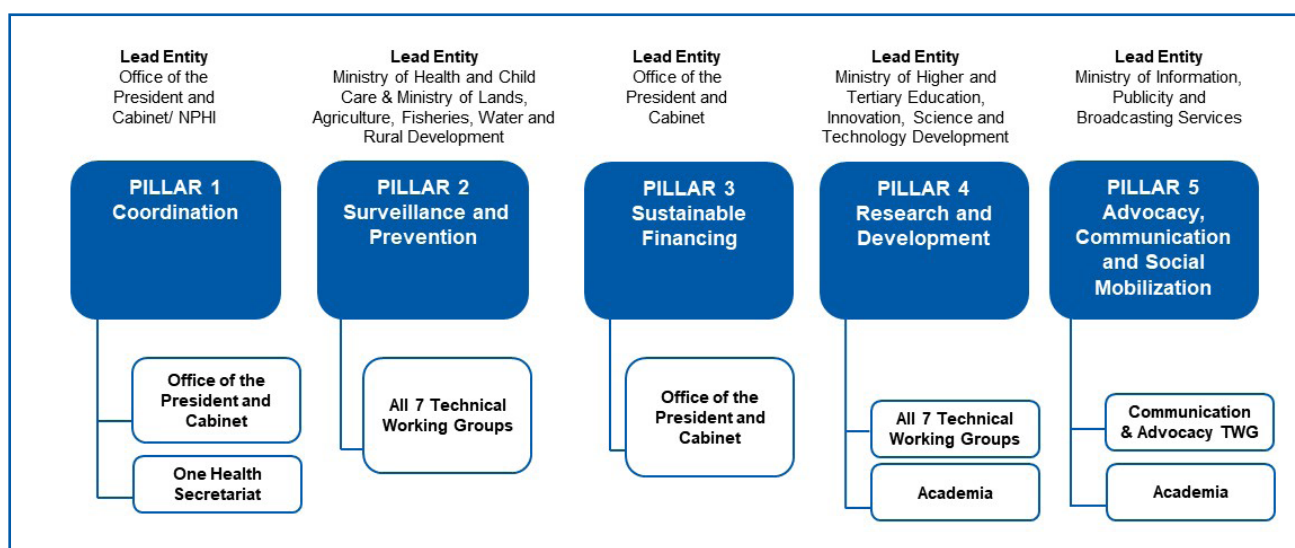 Lead Entity
Office of the
President and
Cabinet/ NPHI
Lead Entity
Ministry of Health and Child
Care & Ministry of Lands,
Agriculture, Fisheries, Water and
Rural Development
Lead Entity
Office of the
President and
Cabinet
Lead Entity
Ministry of Higher and
Tertiary Education,
Innovation, Science and
Technology Development
Lead Entity
Ministry of Information,
Publicity and
Broadcasting Services
PILLAR 1
Coordination
PILLAR 2
Surveillance and
Prevention
PILLAR 3
Sustainable
Financing
PILLAR 4
Research and
Development
PILLAR 5
Advocacy,
Communication
and Social
Mobilization
Office of the
President and
Cabinet
One Health
Secretariat
All 7 Technical
Working Groups
Office of the
President and
Cabinet
All 7 Technical
Working Groups
Academia
Communication
& Advocacy TWG
Academia